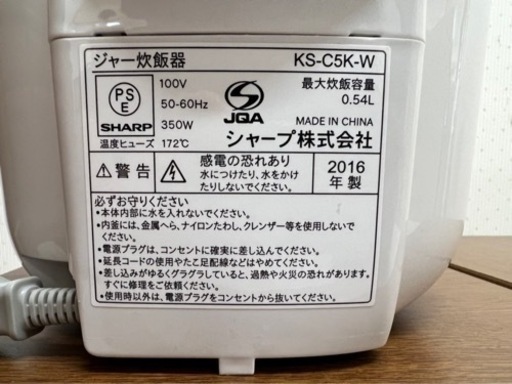 ジャー炊飯器 KS-C5K-W
PS E 100V JQA 最大炊飯容量
50-60Hz 0.54L
SHARP 350W MADE IN CHINA
温度ヒューズ 172℃ シャープ株式会社
⚠警告 感電の恐れあり 2016
水につけたり、水をかけ 年製
たりしないでください。
必ずお守りください
•本体内部に水を入れないでください。
•内釜には、金属へら、ナイロンたわし、クレンザー等を使用しないで
ください。
•電源プラグは、コンセントに確実に差し込んでください。
•延長コードの使用やたこ足配線などはやめてください。
•差し込みがゆるくグラグラしていると、過熱や火災の恐れがあります。
すぐに修理をご依頼ください。
•使用時以外は、電源プラグをコンセントから抜いてください。